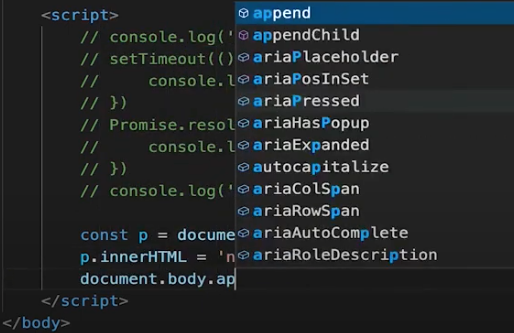 <script>
// console.log('
// setTimeout(()
// console.l
// })
// Promise.resol
// console.l
// })
// console.log('
const p = docume
p.innerHTML = 'n
document.body.ap
</script>
</body>
append
appendChild
ariaPlaceholder
ariaPosInSet
ariaPressed
ariaHasPopup
ariaExpanded
autocapitalize
ariaColSpan
ariaRowSpan
ariaAutoComplete
ariaRoleDescription